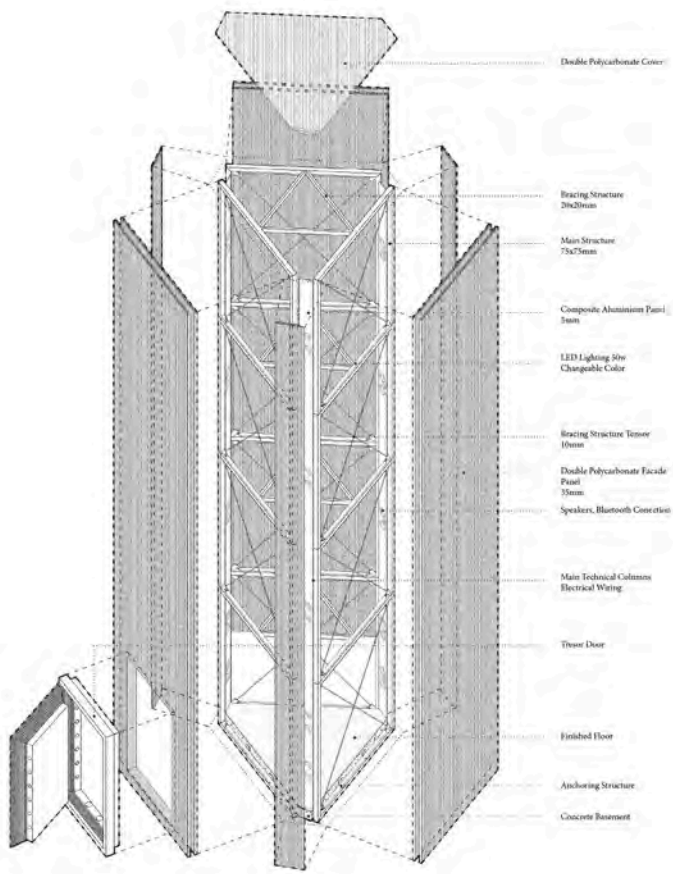 Double Polycarbonate Cover
Bracing Structure
20x20mm
Main Structure
75x75mm
Composite Aluminium Panel
5mm
LED Lighting 50w
Changeable Color
Bracing Structure Tensor
10mm
Double Polycarbonate Facade
Panel
35mm
Speakers, Bluetooth Conection
Main Technical Columns
Electrical Wiring
Tresor Door
Finished Floor
Anchoring Structure
Concrete Basement